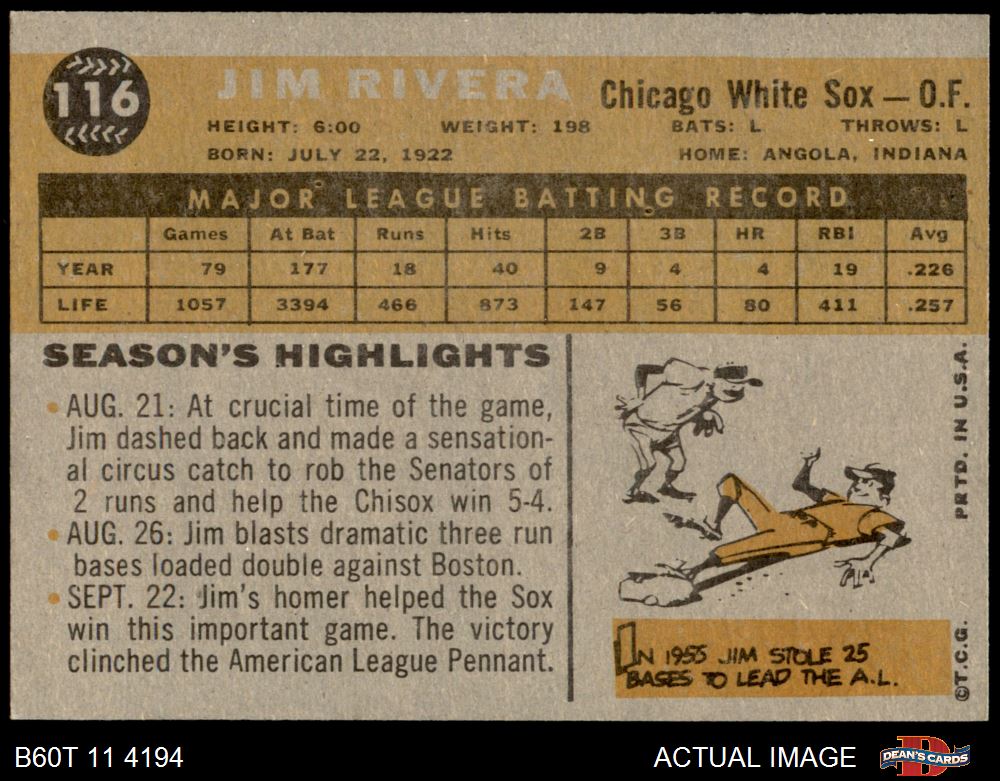 116
JIM RIVERA
Chicago White Sox — O.F.
HEIGHT: 6:00 WEIGHT: 198 BATS: L THROWS: L
BORN: JULY 22, 1922 HOME: ANGOLA, INDIANA
MAJOR LEAGUE BATTING RECORD
Games At Bat Runs Hits 2B 3B HR RBI Avg
YEAR 79 177 18 40 9 4 4 19 .226
LIFE 1057 3394 466 873 147 56 80 411 .257
SEASON'S HIGHLIGHTS
• AUG. 21: At crucial time of the game,
Jim dashed back and made a sensation-
al circus catch to rob the Senators of
2 runs and help the Chisox win 5-4.
• AUG. 26: Jim blasts dramatic three run
bases loaded double against Boston.
• SEPT. 22: Jim's homer helped the Sox
win this important game. The victory
clinched the American League Pennant.
IN 1955 JIM STOLE 25
BASES TO LEAD THE A.L.
©T.C.G. PRTD. IN U.S.A.
B60T 11 4194
ACTUAL IMAGE
D
DEAN'S CARDS